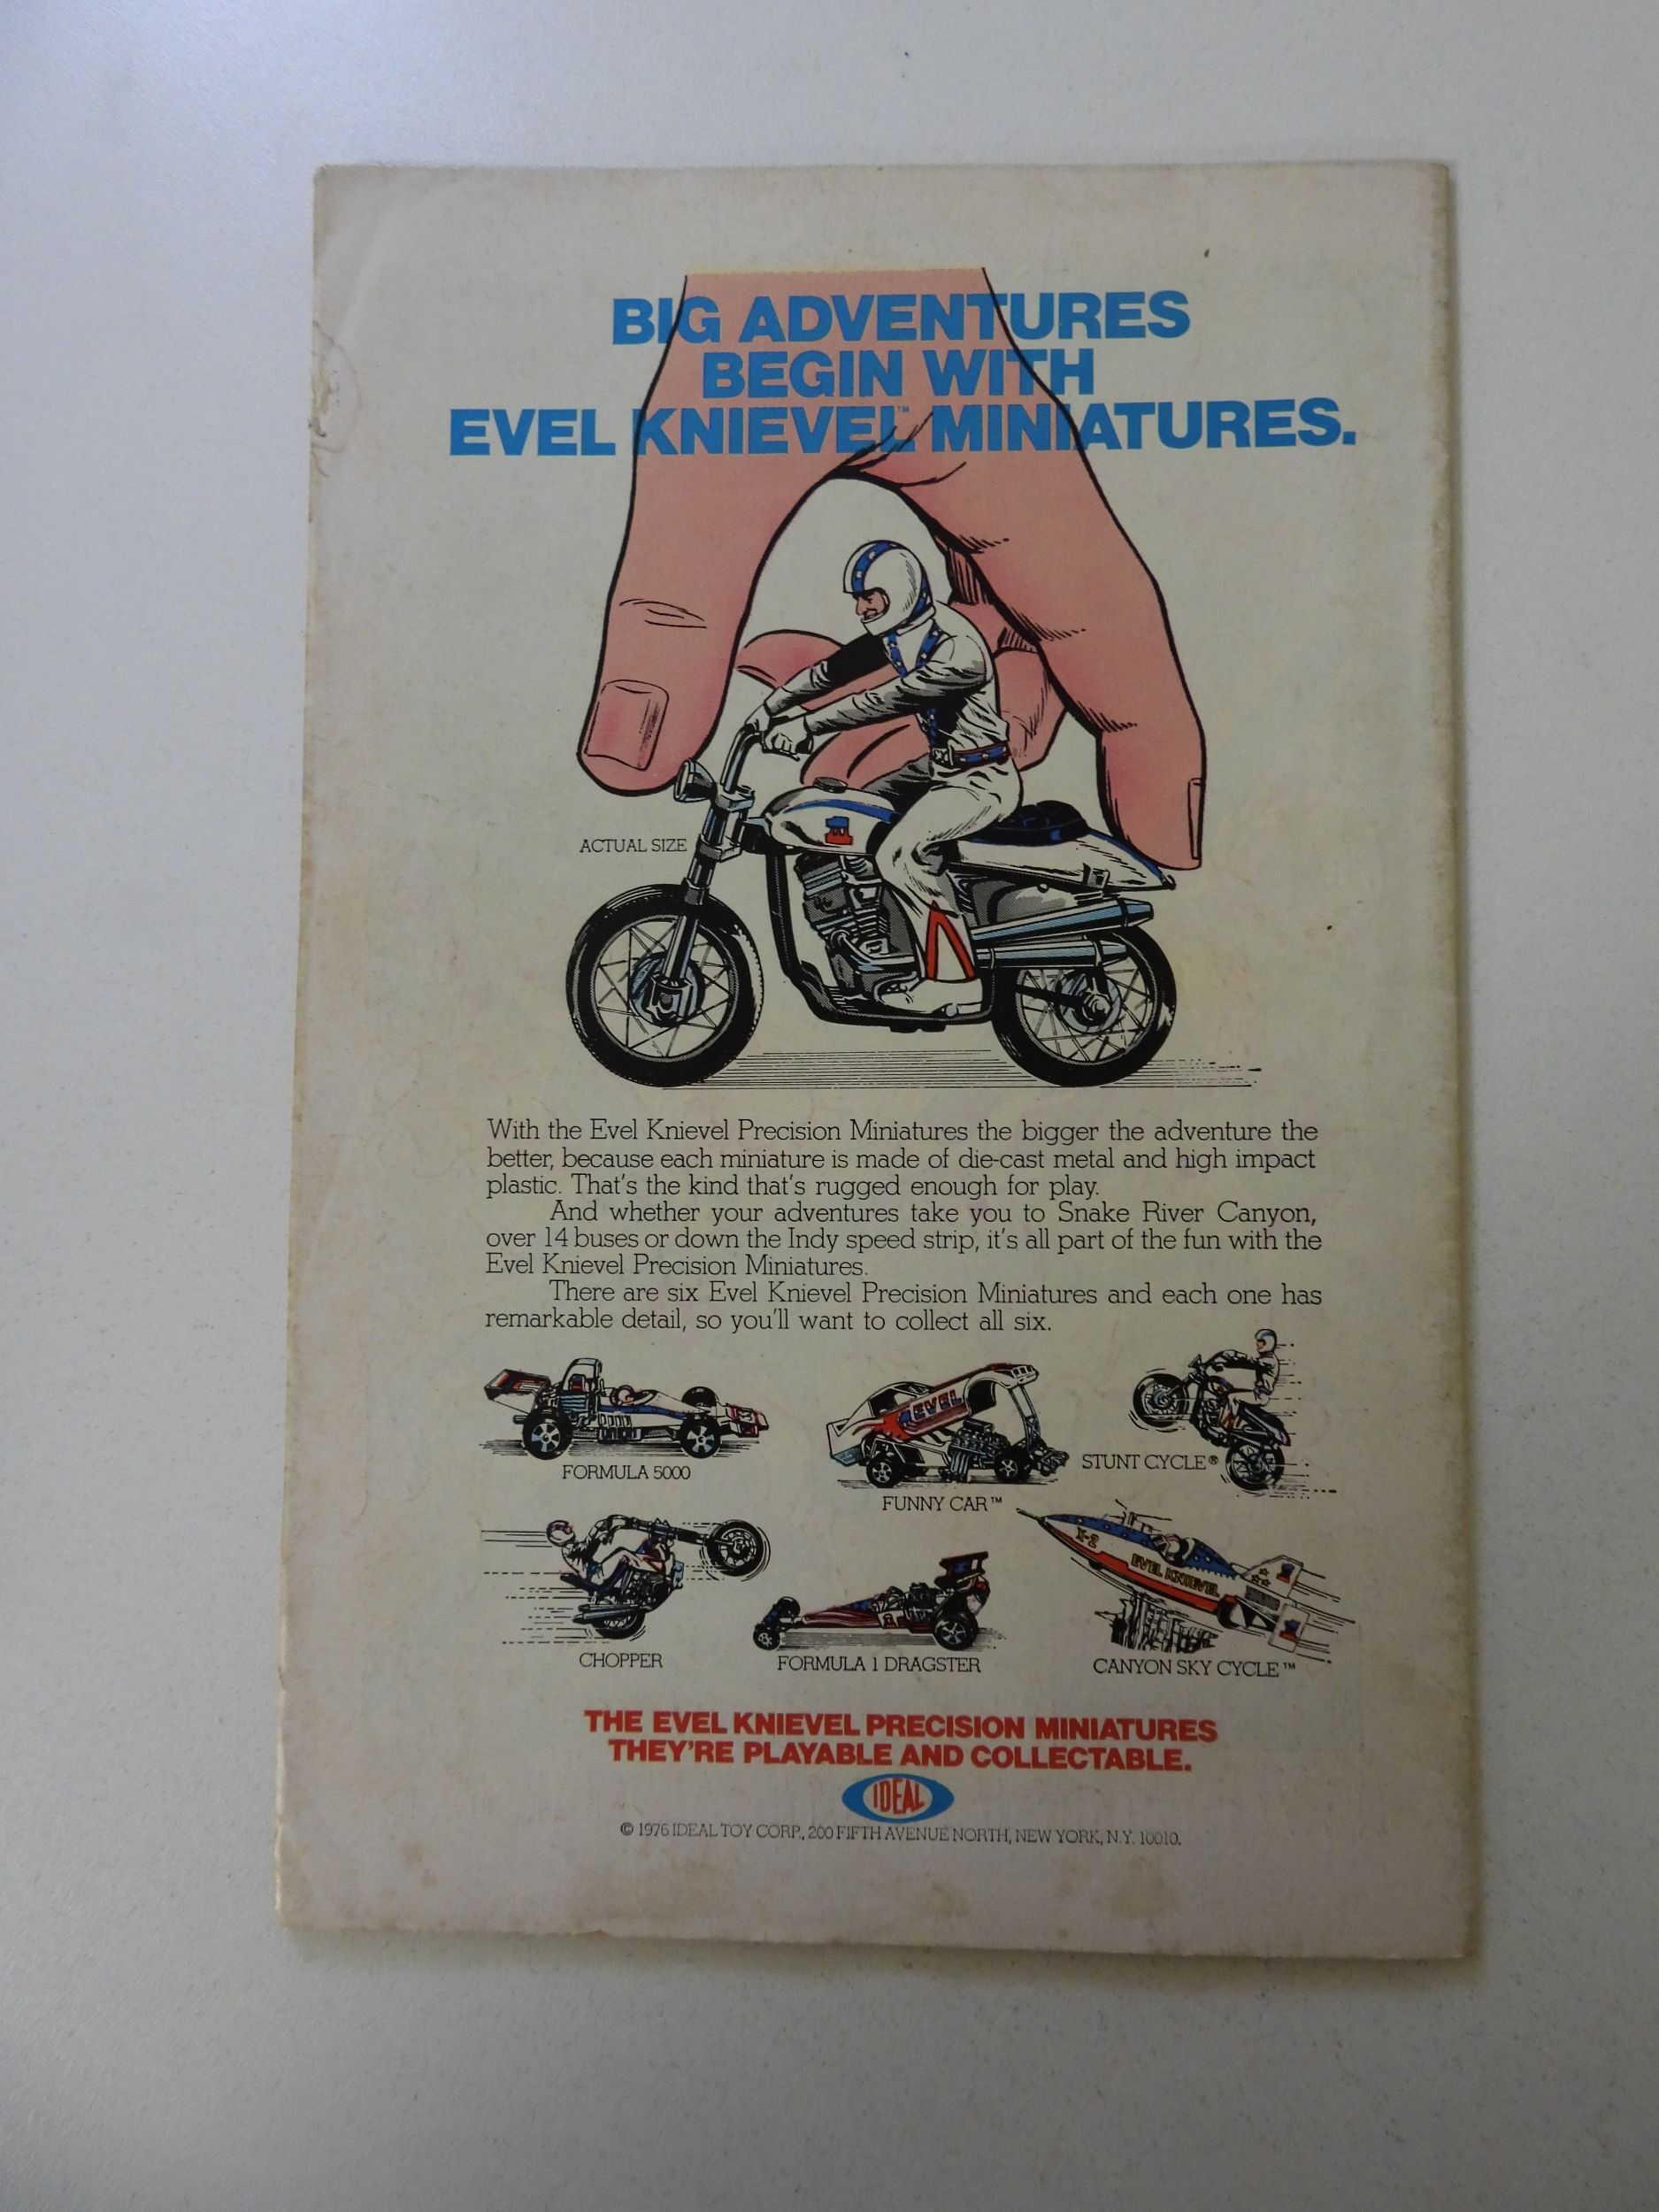 BIG ADVENTURES
BEGIN WITH
EVEL KNIEVEL™ MINIATURES.
ACTUAL SIZE
With the Evel Knievel Precision Miniatures the bigger the adventure the
better, because each miniature is made of die-cast metal and high impact
plastic. That's the kind that's rugged enough for play.
And whether your adventures take you to Snake River Canyon,
over 14 buses or down the Indy speed strip, it's all part of the fun with the
Evel Knievel Precision Miniatures.
There are six Evel Knievel Precision Miniatures and each one has
remarkable detail, so you'll want to collect all six.
EVEL
FORMULA 5000
STUNT CYCLE®
FUNNY CAR™
X-2
EVEL KNIEVEL
CHOPPER
FORMULA 1 DRAGSTER
CANYON SKY CYCLE™
THE EVEL KNIEVEL PRECISION MINIATURES
THEY'RE PLAYABLE AND COLLECTABLE.
IDEAL
© 1976 IDEAL TOY CORP., 200 FIFTH AVENUE NORTH, NEW YORK, N.Y. 10010.